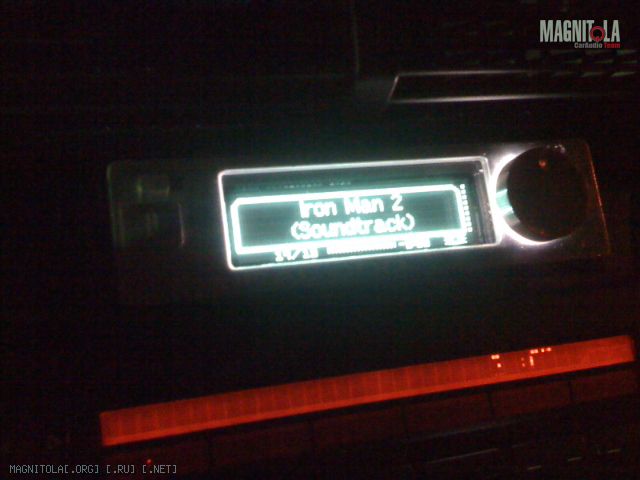 MAGNITOLA
CarAudio Team
Iron Man 2
(Soundtrack)
MAGNITOLA[.ORG] [.RU] [.NET]